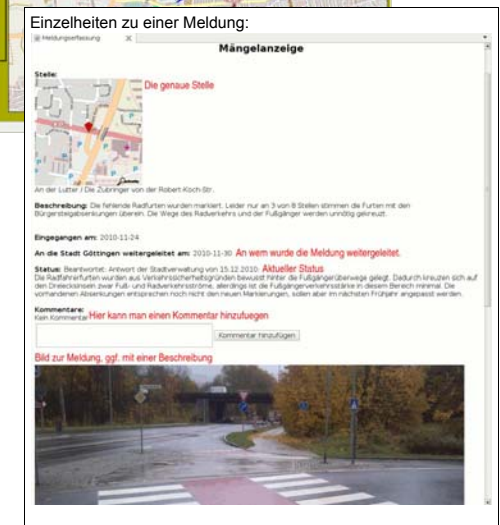 Einzelheiten zu einer Meldung:
Meldungserfassung X
Mängelanzeige
Stelle:
Die genaue Stelle
An der Lutter / Die Zubringer von der Robert-Koch-Str.
Beschreibung: Die fehlende Radfurten wurden markiert. Leider nur an 3 von 8 Stellen stimmen die Furten mit den
Bürgersteigabsenkungen überein. Die Wege des Radverkehrs und der Fußgänger werden unnötig gekreuzt.
Eingegangen am: 2010-11-24
An die Stadt Göttingen weitergeleitet am: 2010-11-30 An wem wurde die Meldung weitergeleitet.
Status: Beantwortet: Antwort der Stadtverwaltung von 15.12.2010: Aktueller Status
Die Radfahrerfurten wurden aus Verkehrssicherheitsgründen bewusst hinter die Fußgängerüberwege gelegt. Dadurch kreuzen sich auf
den Dreiecksinseln zwar Fuß- und Radverkehrsströme, allerdings ist die Fußgängerverkehrsstärke in diesem Bereich minimal. Die
vorhandenen Absenkungen entsprechen noch nicht den neuen Markierungen, sollen aber im nächsten Frühjahr angepasst werden.
Kommentare:
Kein Kommentar Hier kann man einen Kommentar hinzufuegen
Kommentar hinzufügen
Bild zur Meldung, ggf. mit einer Beschreibung